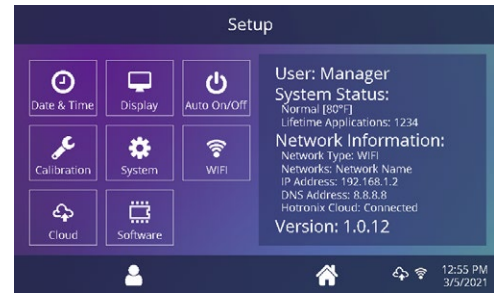 Setup
Date & Time
Display
Auto On/Off
Calibration
System
WIFI
Cloud
Software
User: Manager
System Status:
Normal [80°F]
Lifetime Applications: 1234
Network Information:
Network Type: WIFI
Networks: Network Name
IP Address: 192.168.1.2
DNS Address: 8.8.8.8
Hotronix Cloud: Connected
Version: 1.0.12
12:55 PM
3/5/2021